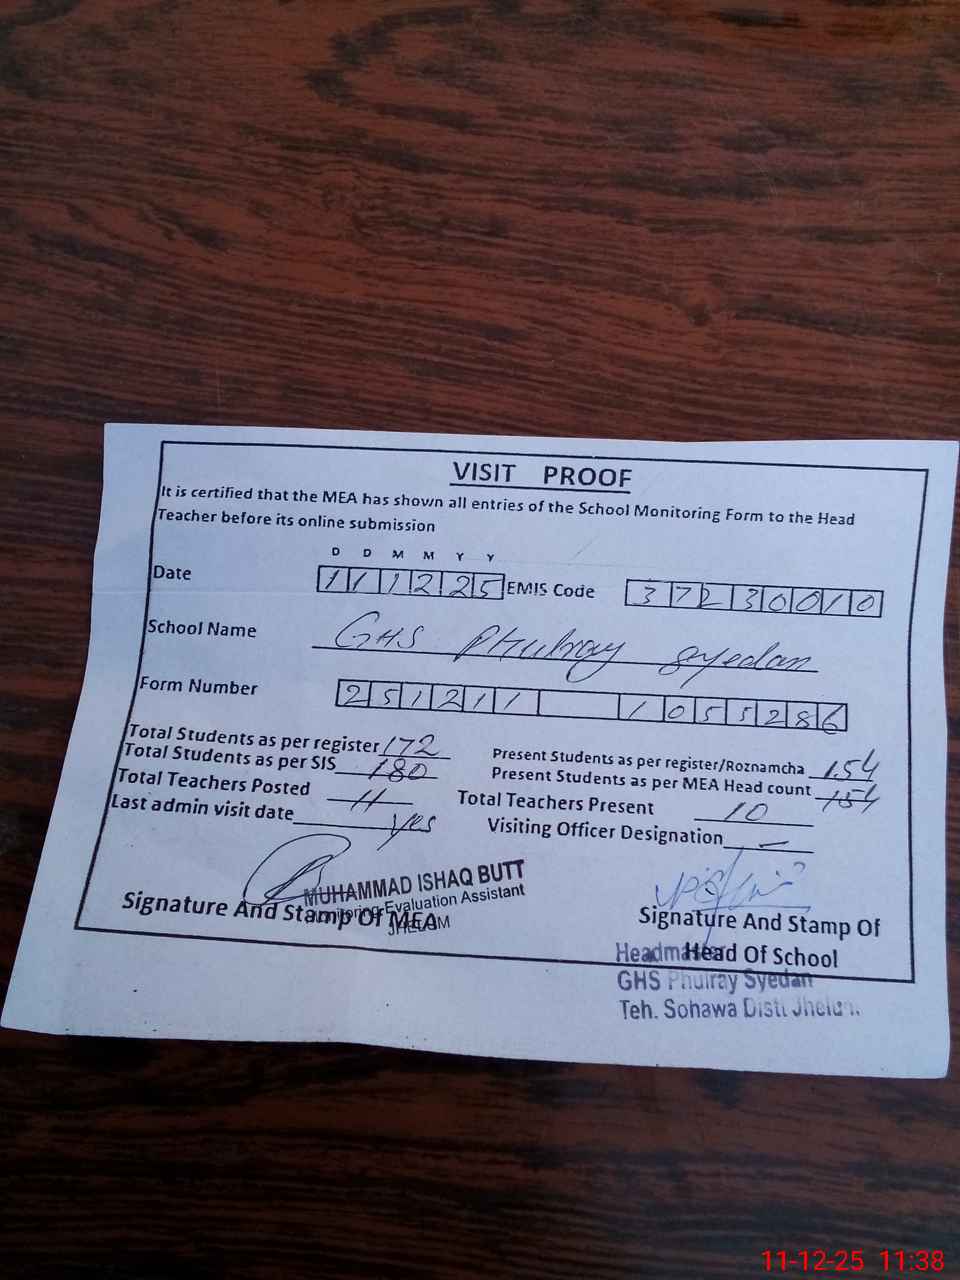 VISIT PROOF
It is certified that the MEA has shown all entries of the School Monitoring Form to the Head
Teacher before its online submission
D D M M Y Y
Date 1 1 1 2 2 5 EMIS Code 3 7 2 3 0 0 1 0
School Name GHS Phulray Syedan
Form Number 2 5 1 2 1 1 1 0 5 5 2 8 6
Total Students as per register 172 Present Students as per register/Roznamcha 154
Total Students as per SIS 180 Present Students as per MEA Head count 154
Total Teachers Posted 11 Total Teachers Present 10
Last admin visit date yes Visiting Officer Designation —
MUHAMMAD ISHAQ BUTT
Monitoring Evaluation Assistant
JHELUM
Signature And Stamp Of MEA
Signature And Stamp Of
Head Of School
Headmaster
GHS Phulray Syedan
Teh. Sohawa Distt Jhelum.
11-12-25 11:38